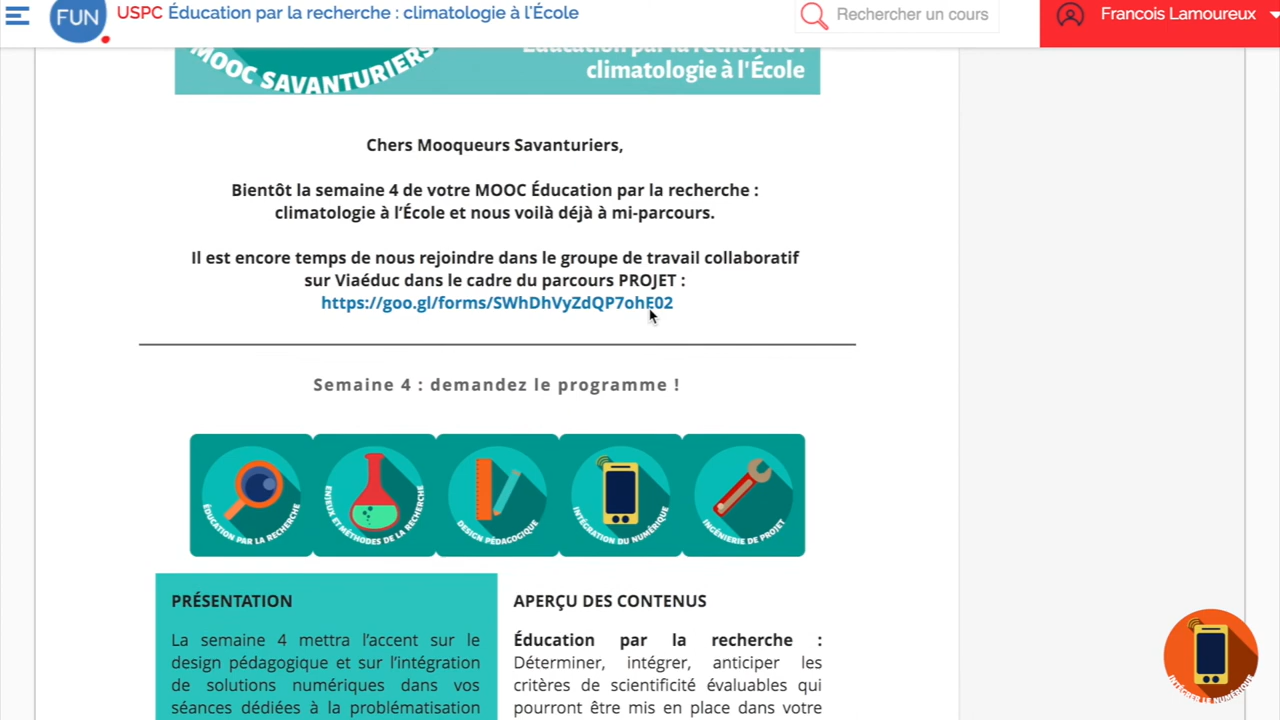 FUN
USPC Éducation par la recherche : climatologie à l'École
Rechercher un cours
Francois Lamoureux
MOOC SAVANTURIERS
Éducation par la recherche :
climatologie à l'École
Chers Mooqueurs Savanturiers,
Bientôt la semaine 4 de votre MOOC Éducation par la recherche :
climatologie à l'École et nous voilà déjà à mi-parcours.
Il est encore temps de nous rejoindre dans le groupe de travail collaboratif
sur Viaéduc dans le cadre du parcours PROJET :
https://goo.gl/forms/SWhDhVyZdQP7ohE02
Semaine 4 : demandez le programme !
ÉDUCATION PAR LA RECHERCHE
ENJEUX ET MÉTHODES DE LA RECHERCHE
DESIGN PÉDAGOGIQUE
INTÉGRATION DU NUMÉRIQUE
INGÉNIERIE DE PROJET
PRÉSENTATION
La semaine 4 mettra l'accent sur le
design pédagogique et sur l'intégration
de solutions numériques dans vos
séances dédiées à la problématisation
APERÇU DES CONTENUS
Éducation par la recherche :
Déterminer, intégrer, anticiper les
critères de scientificité évaluables qui
pourront être mis en place dans votre
INTÉGRER LE NUMÉRIQUE